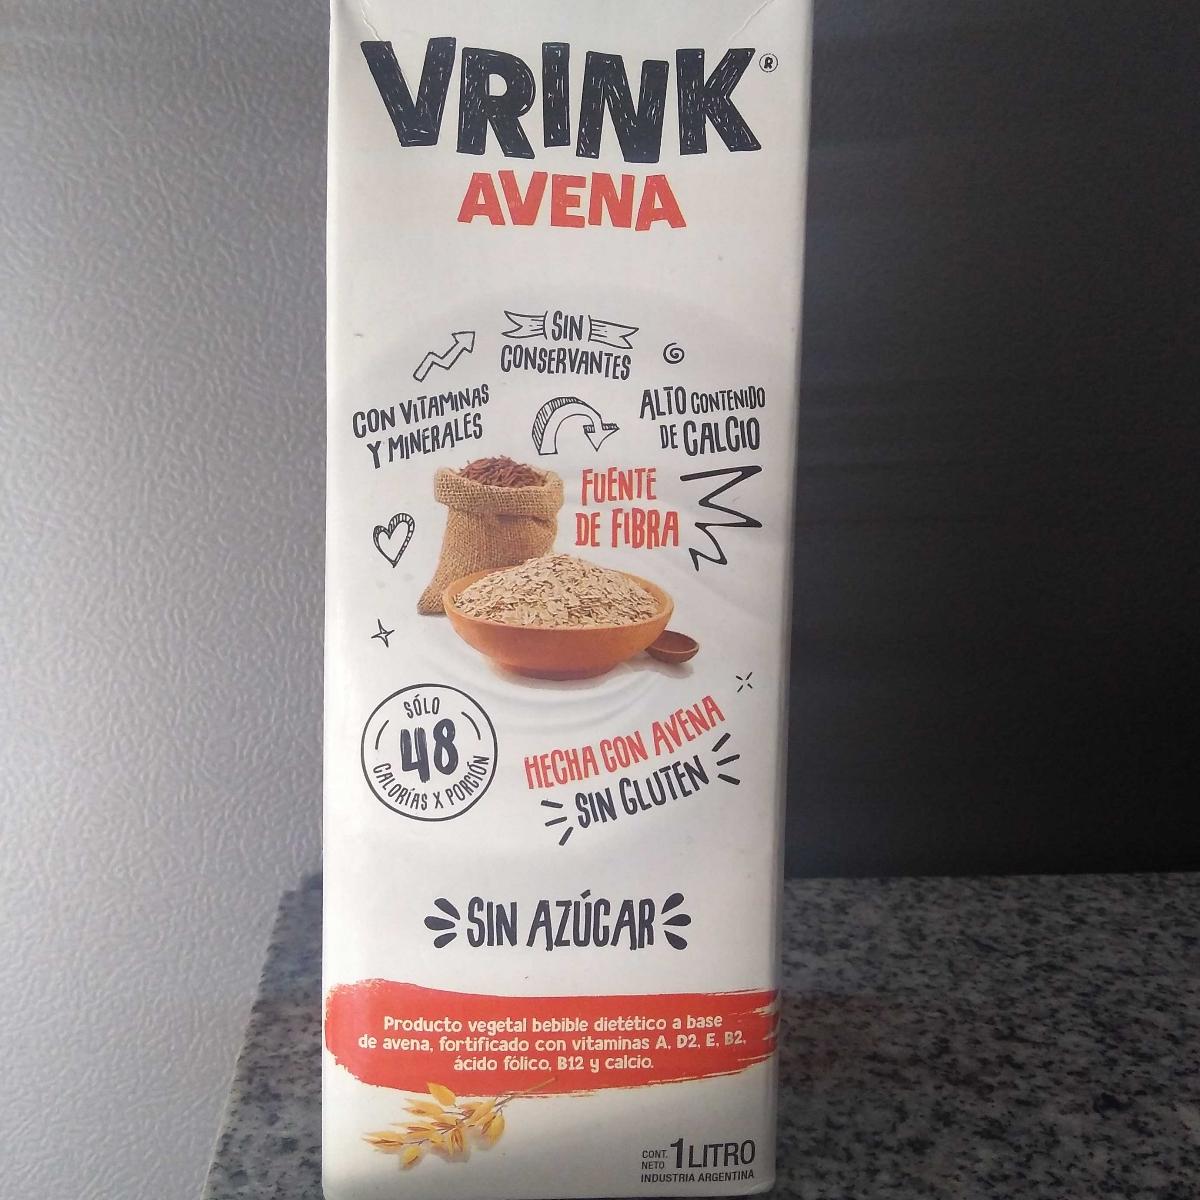 VRINK®
AVENA
SIN
CONSERVANTES
CON VITAMINAS
Y MINERALES
ALTO CONTENIDO
DE CALCIO
FUENTE
DE FIBRA
SÓLO
48
CALORÍAS X PORCIÓN
HECHA CON AVENA
SIN GLUTEN
SIN AZÚCAR
Producto vegetal bebible dietético a base
de avena, fortificado con vitaminas A, D2, E, B2,
ácido fólico, B12 y calcio.
CONT.
NETO 1 LITRO
INDUSTRIA ARGENTINA